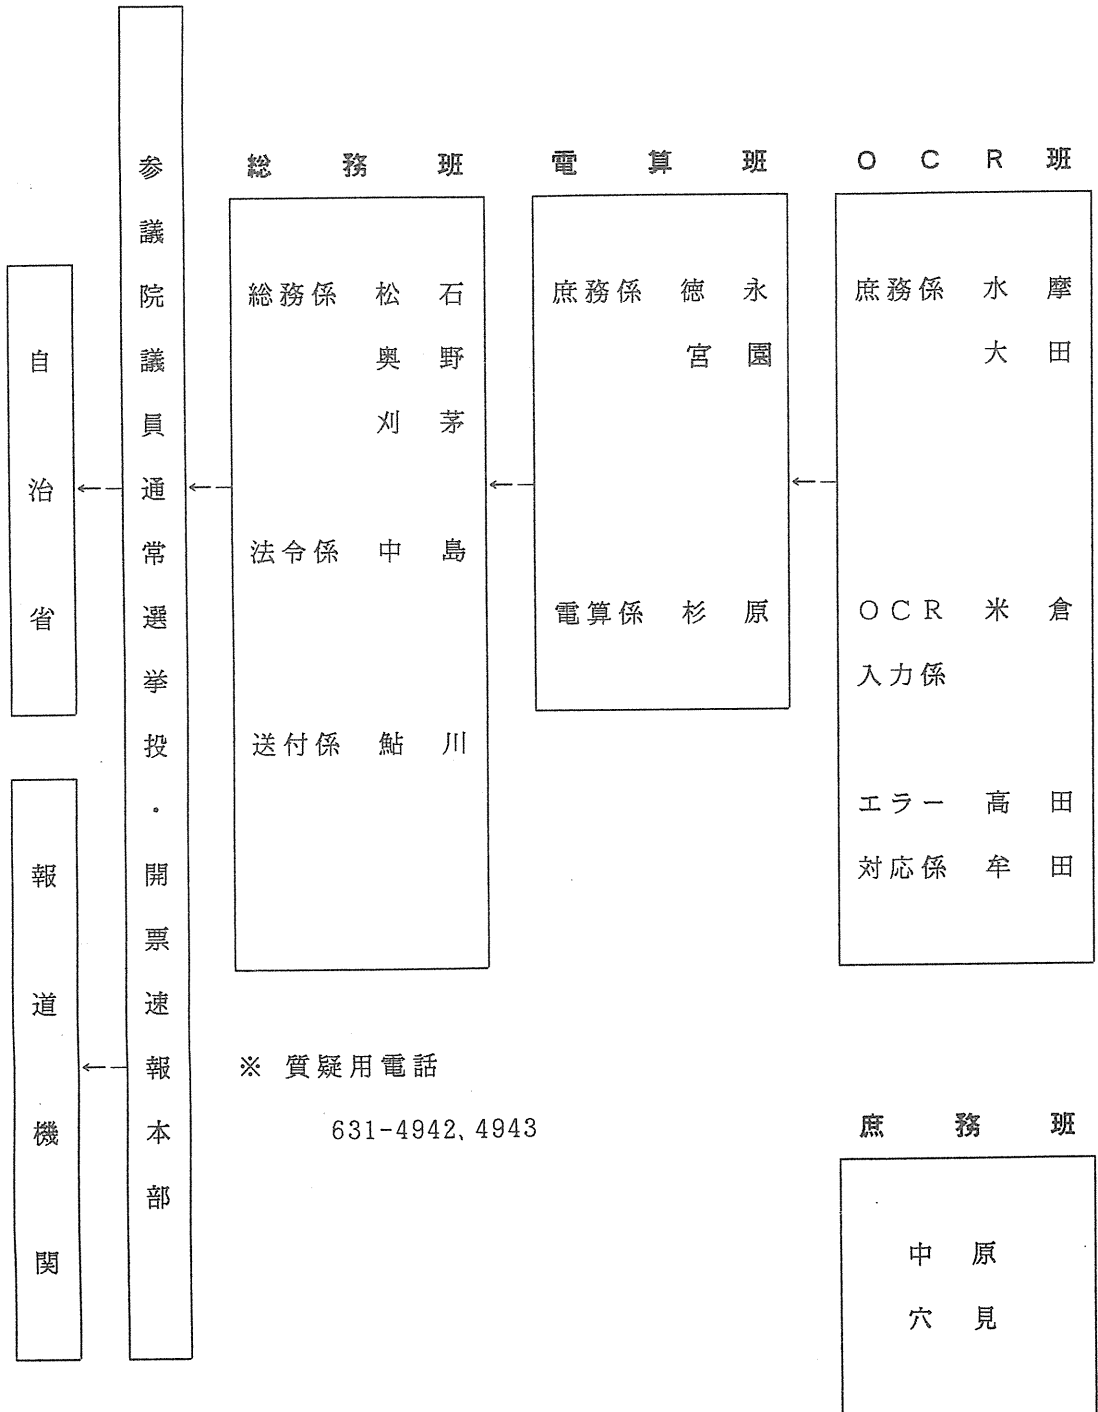 自治省
報道機関
参議院議員通常選挙投・開票速報本部
総務班
総務係 松石
奥野
刈茅
法令係 中島
送付係 鮎川
電算班
庶務係 徳永
宮園
電算係 杉原
OCR班
庶務係 水摩
大田
OCR 米倉
入力係
エラー 高田
対応係 牟田
※ 質疑用電話
631-4942、4943
庶務班
中原
穴見